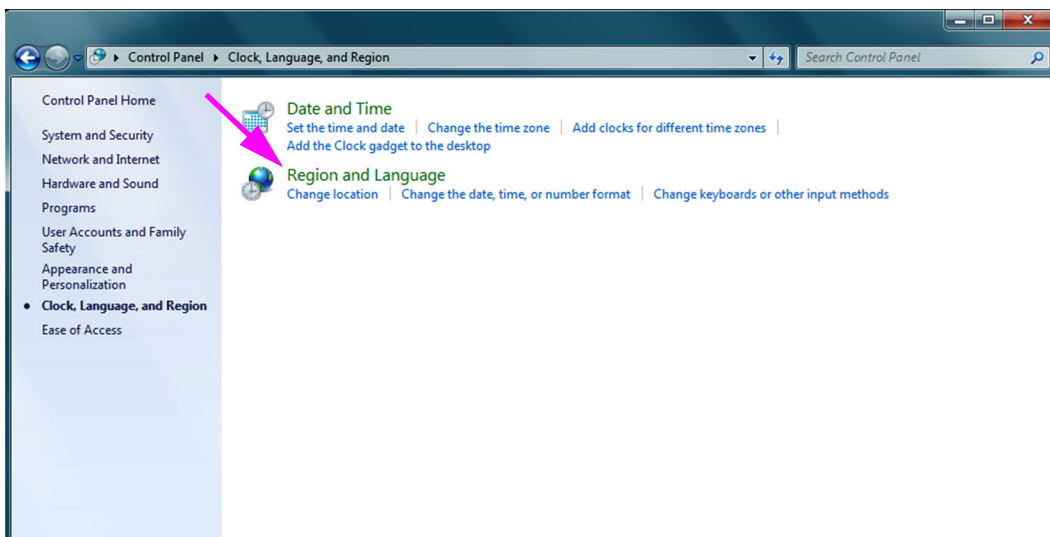 Control Panel Clock, Language, and Region
Search Control Panel
Control Panel Home
System and Security
Network and Internet
Hardware and Sound
Programs
User Accounts and Family
Safety
Appearance and
Personalization
Clock, Language, and Region
Ease of Access
Date and Time
Set the time and date Change the time zone Add clocks for different time zones
Add the Clock gadget to the desktop
Region and Language
Change location Change the date, time, or number format Change keyboards or other input methods